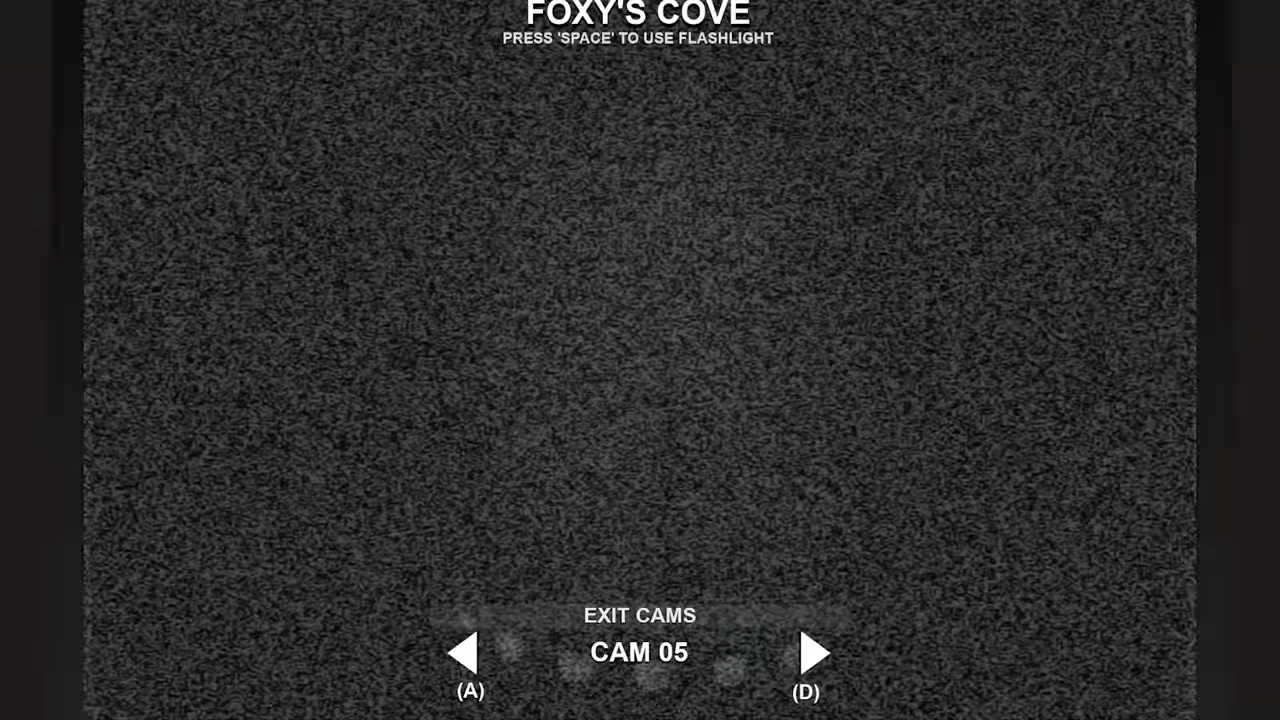 FOXY'S COVE
PRESS 'SPACE' TO USE FLASHLIGHT
EXIT CAMS
CAM 05
(A) (D)